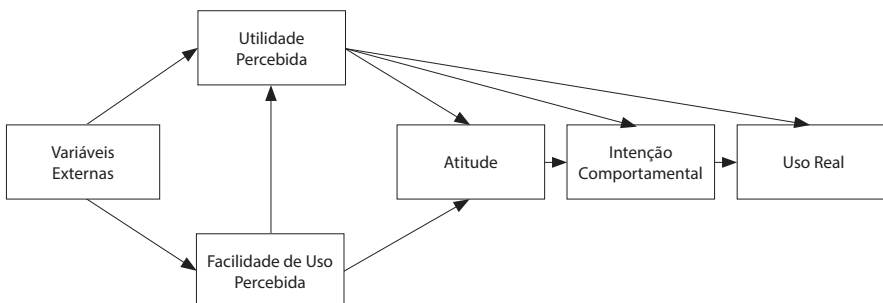 Utilidade
Percebida
Variáveis
Externas
Atitude
Intenção
Comportamental
Uso Real
Facilidade de Uso
Percebida